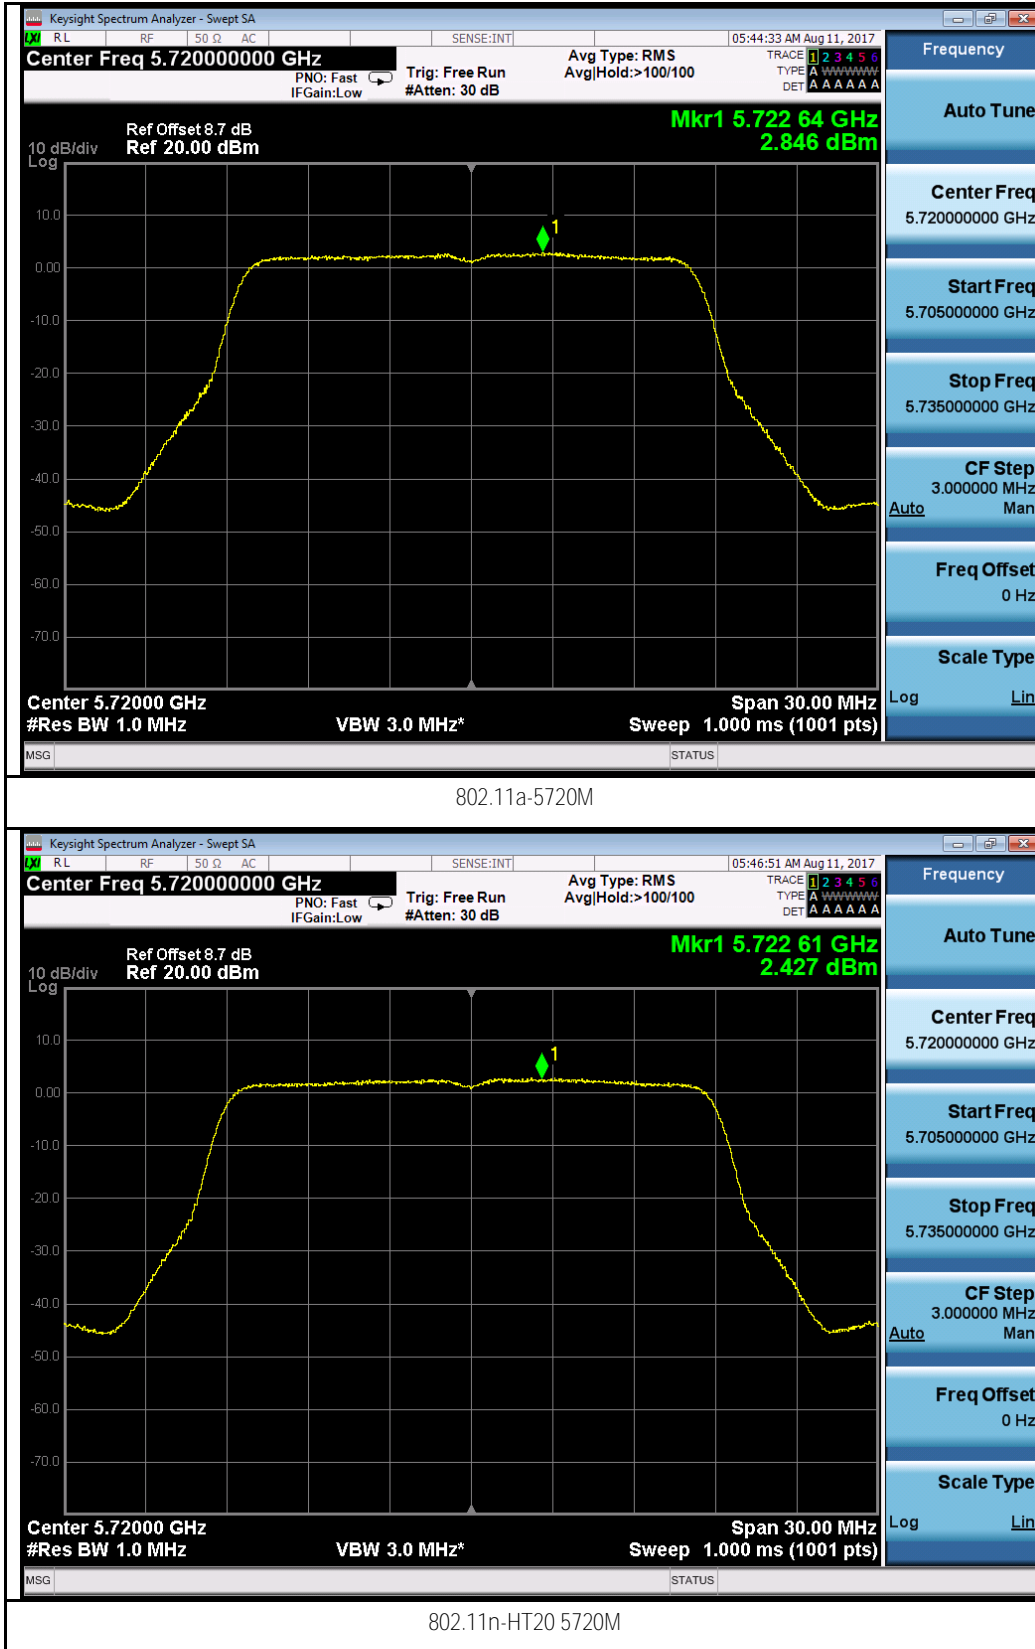 Keysight Spectrum Analyzer - Swept SA
LXI RL RF 50 Ω AC SENSE:INT 05:44:33 AM Aug 11, 2017
Center Freq 5.720000000 GHz
PNO: Fast
IFGain:Low
Trig: Free Run
#Atten: 30 dB
Avg Type: RMS
Avg|Hold:>100/100
TRACE 1 2 3 4 5 6
TYPE A WWWWW
DET A A A A A A
Mkr1 5.722 64 GHz
2.846 dBm
Ref Offset 8.7 dB
10 dB/div Ref 20.00 dBm
Log
1
10.0
0.00
-10.0
-20.0
-30.0
-40.0
-50.0
-60.0
-70.0
Center 5.72000 GHz Span 30.00 MHz
#Res BW 1.0 MHz VBW 3.0 MHz* Sweep 1.000 ms (1001 pts)
MSG STATUS
Frequency
Auto Tune
Center Freq
5.720000000 GHz
Start Freq
5.705000000 GHz
Stop Freq
5.735000000 GHz
CF Step
3.000000 MHz
Auto Man
Freq Offset
0 Hz
Scale Type
Log Lin
802.11a-5720M
Keysight Spectrum Analyzer - Swept SA
LXI RL RF 50 Ω AC SENSE:INT 05:46:51 AM Aug 11, 2017
Center Freq 5.720000000 GHz
PNO: Fast
IFGain:Low
Trig: Free Run
#Atten: 30 dB
Avg Type: RMS
Avg|Hold:>100/100
TRACE 1 2 3 4 5 6
TYPE A WWWWW
DET A A A A A A
Mkr1 5.722 61 GHz
2.427 dBm
Ref Offset 8.7 dB
10 dB/div Ref 20.00 dBm
Log
1
10.0
0.00
-10.0
-20.0
-30.0
-40.0
-50.0
-60.0
-70.0
Center 5.72000 GHz Span 30.00 MHz
#Res BW 1.0 MHz VBW 3.0 MHz* Sweep 1.000 ms (1001 pts)
MSG STATUS
Frequency
Auto Tune
Center Freq
5.720000000 GHz
Start Freq
5.705000000 GHz
Stop Freq
5.735000000 GHz
CF Step
3.000000 MHz
Auto Man
Freq Offset
0 Hz
Scale Type
Log Lin
802.11n-HT20 5720M